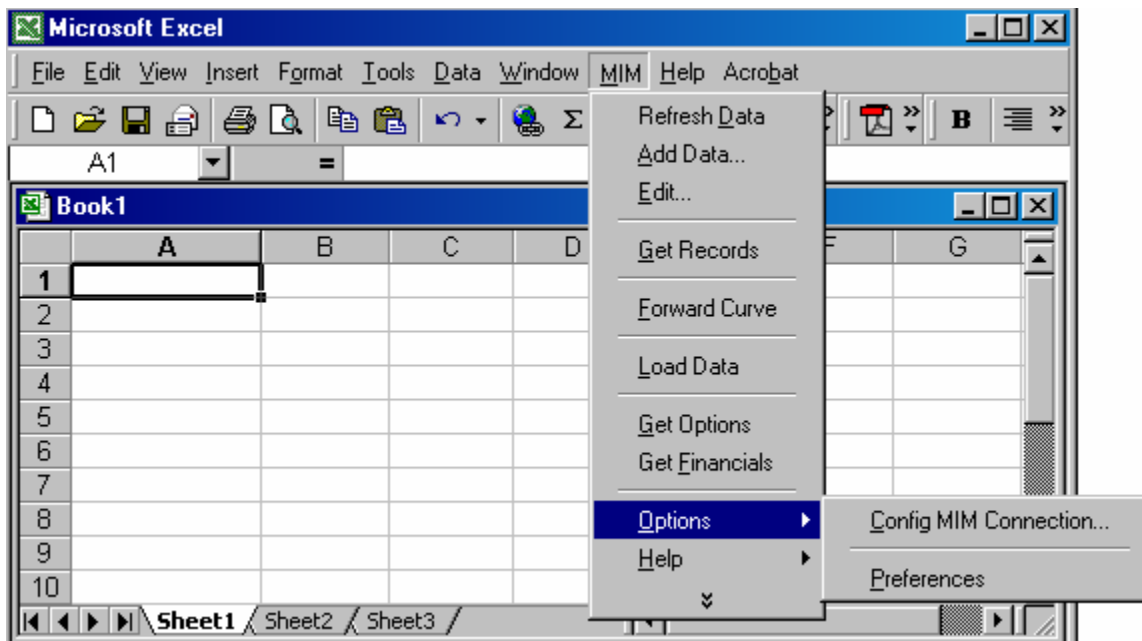 Microsoft Excel
File Edit View Insert Format Tools Data Window MIM Help Acrobat
Σ B
A1 =
Book1
A B C D F G
1
2
3
4
5
6
7
8
9
10
Sheet1 Sheet2 Sheet3
Refresh Data
Add Data...
Edit...
Get Records
Forward Curve
Load Data
Get Options
Get Financials
Options
Help
Config MIM Connection...
Preferences